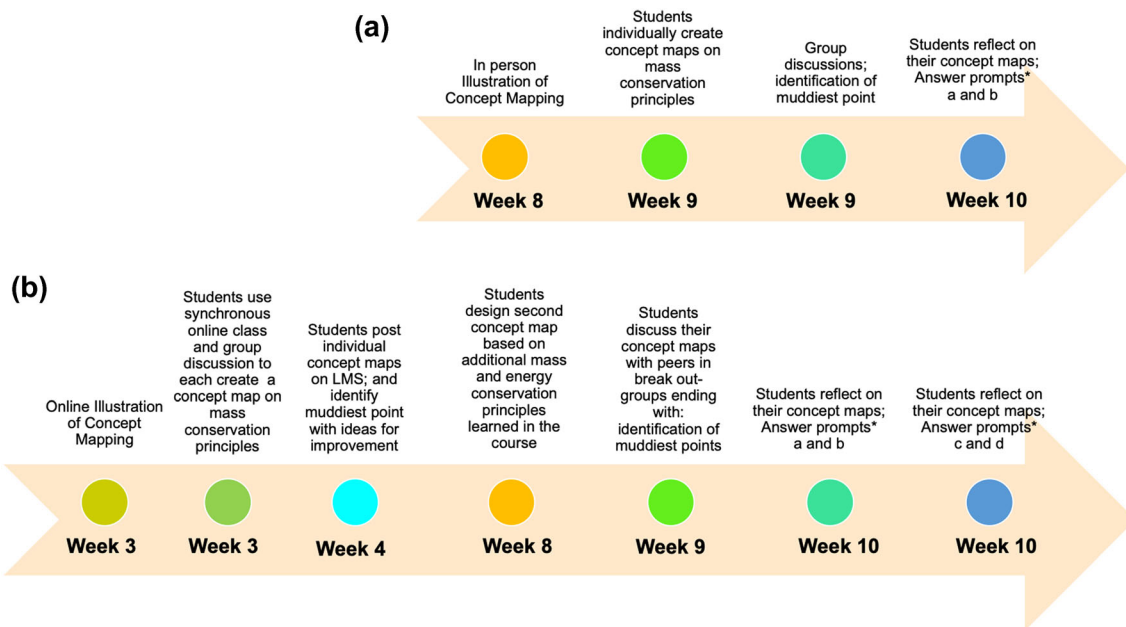 (a)
In person
Illustration of
Concept Mapping
Students
individually create
concept maps on
mass
conservation
principles
Group
discussions;
identification of
muddiest point
Students reflect on
their concept maps;
Answer prompts*
a and b
Week 8
Week 9
Week 9
Week 10
(b)
Online Illustration
of Concept
Mapping
Students use
synchronous
online class
and group
discussion to
each create a
concept map on
mass
conservation
principles
Students post
individual
concept maps
on LMS; and
identify
muddiest point
with ideas for
improvement
Students
design second
concept map
based on
additional mass
and energy
conservation
principles
learned in the
course
Students
discuss their
concept maps
with peers in
break out-
groups ending
with:
identification of
muddiest points
Students reflect on
their concept maps;
Answer prompts*
a and b
Students reflect on
their concept maps;
Answer prompts*
c and d
Week 3
Week 3
Week 4
Week 8
Week 9
Week 10
Week 10